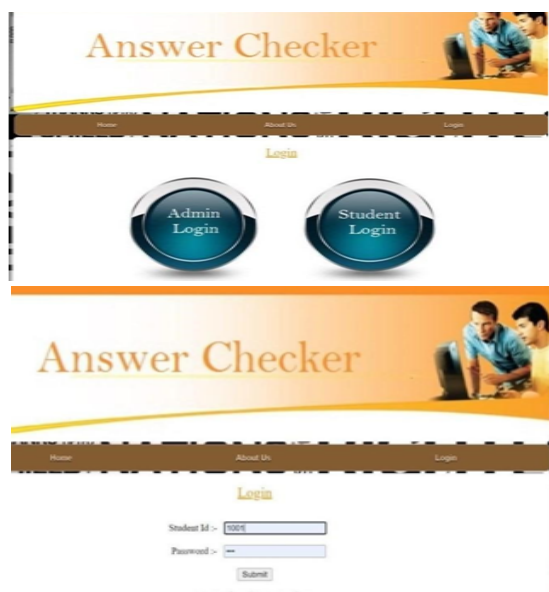 Answer Checker
Home About Us Login
Login
Admin Login
Student Login
Answer Checker
Home About Us Login
Login
Student Id :- 1001
Password :-
Submit